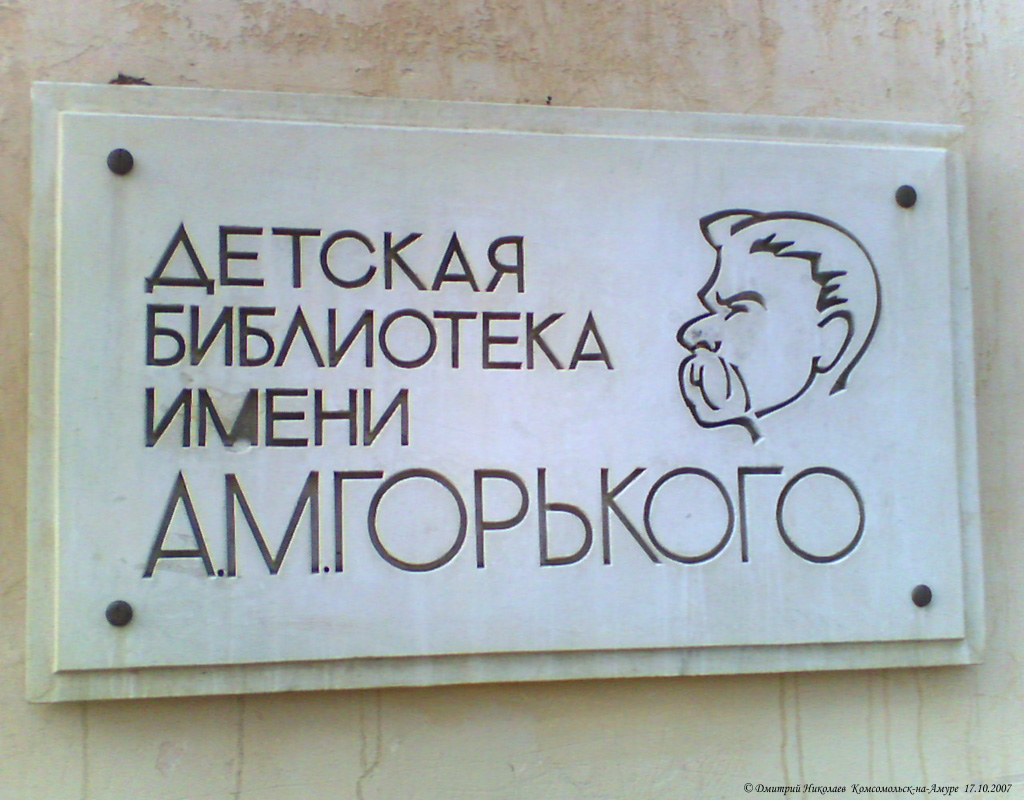 ДЕТСКАЯ
БИБЛИОТЕКА
ИМЕНИ
А.М.ГОРЬКОГО
© Дмитрий Николаев Комсомольск-на-Амуре 17.10.2007